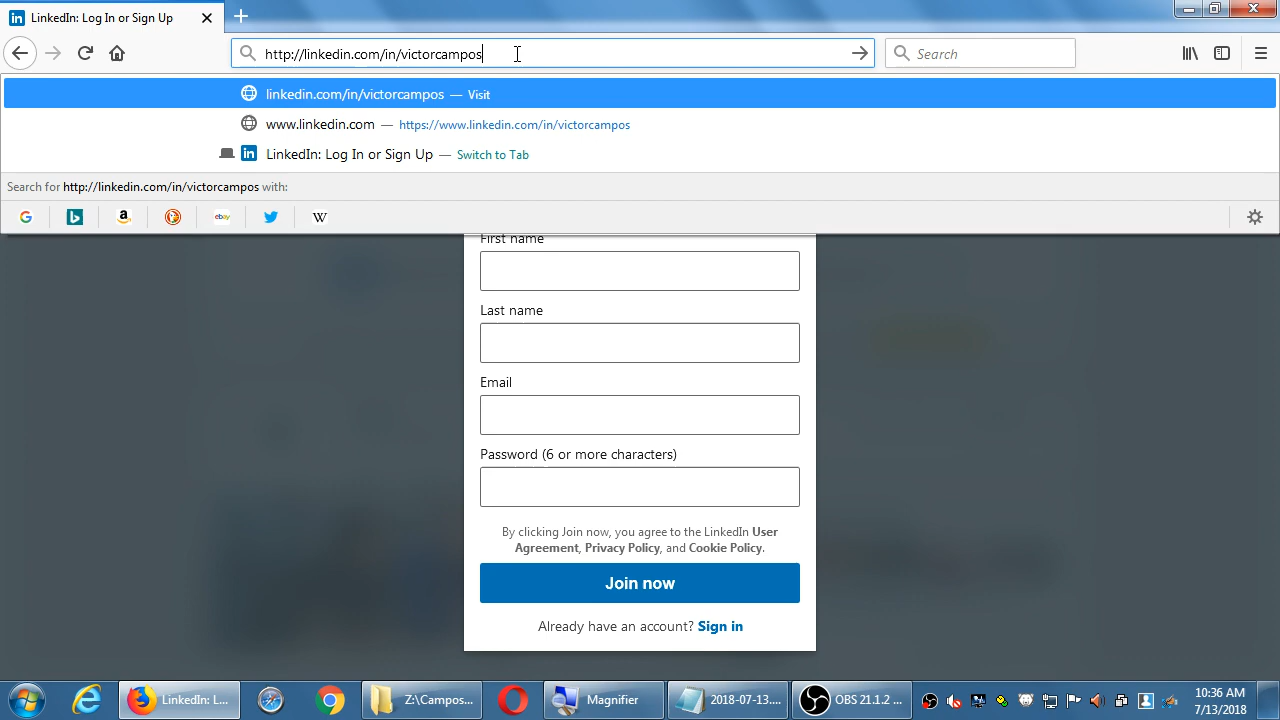 LinkedIn: Log In or Sign Up
http://linkedin.com/in/victorcampos
Search
linkedin.com/in/victorcampos — Visit
www.linkedin.com — https://www.linkedin.com/in/victorcampos
LinkedIn: Log In or Sign Up — Switch to Tab
Search for http://linkedin.com/in/victorcampos with:
First name
Last name
Email
Password (6 or more characters)
By clicking Join now, you agree to the LinkedIn User
Agreement, Privacy Policy, and Cookie Policy.
Join now
Already have an account? Sign in
LinkedIn: L...
Z:\Campos...
Magnifier
2018-07-13....
OBS 21.1.2 ...
10:36 AM
7/13/2018